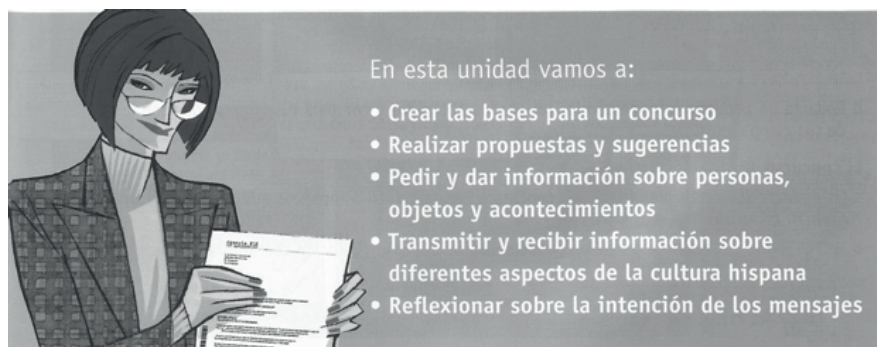 En esta unidad vamos a:
• Crear las bases para un concurso
• Realizar propuestas y sugerencias
• Pedir y dar información sobre personas,
objetos y acontecimientos
• Transmitir y recibir información sobre
diferentes aspectos de la cultura hispana
• Reflexionar sobre la intención de los mensajes